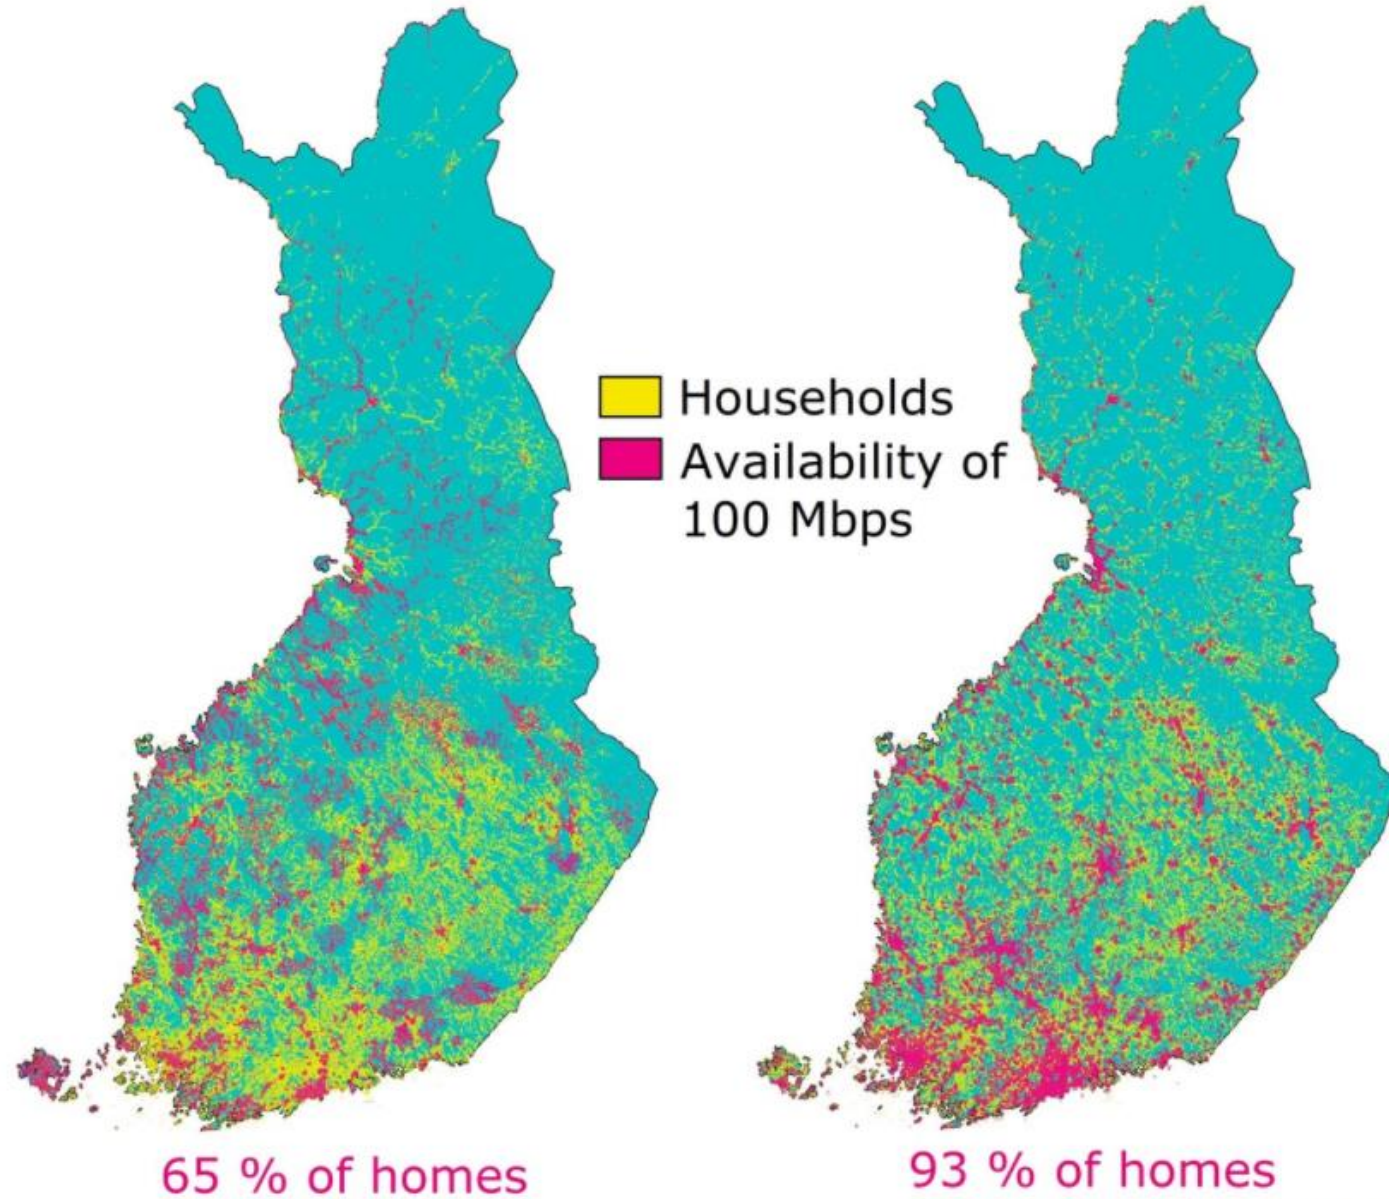 Households
Availability of
100 Mbps
65 % of homes
93 % of homes